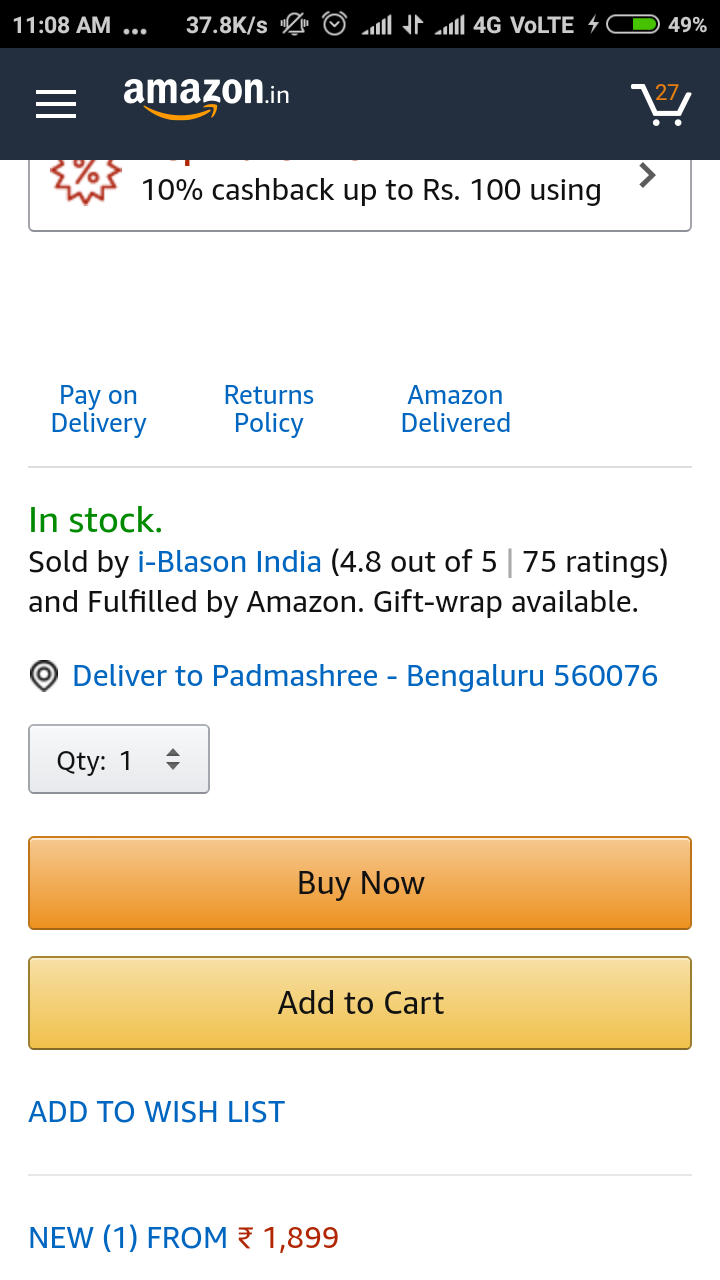 11:08 AM ... 37.8K/s 4G VoLTE 49%
amazon.in 27
10% cashback up to Rs. 100 using
Pay on Delivery
Returns Policy
Amazon Delivered
In stock.
Sold by i-Blason India (4.8 out of 5 | 75 ratings)
and Fulfilled by Amazon. Gift-wrap available.
Deliver to Padmashree - Bengaluru 560076
Qty: 1
Buy Now
Add to Cart
ADD TO WISH LIST
NEW (1) FROM ₹ 1,899